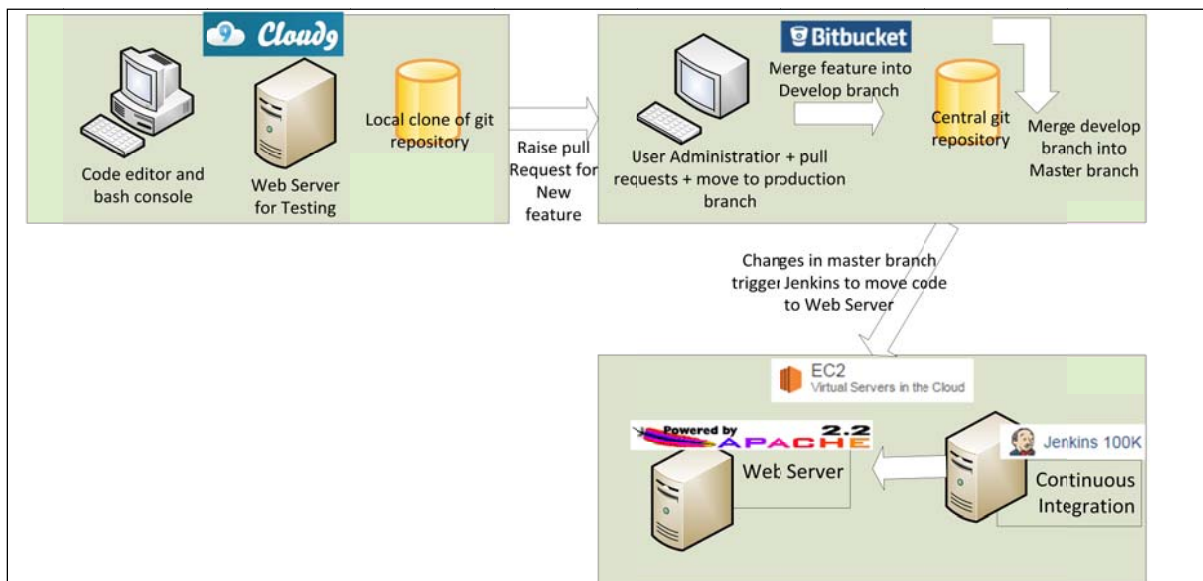 9 Cloud9
Code editor and
bash console
Web Server
for Testing
Local clone of git
repository
Raise pull
Request for
New
feature
Bitbucket
Merge feature into
Develop branch
User Administration + pull
requests + move to production
branch
Central git
repository
Merge develop
branch into
Master branch
Changes in master branch
trigger Jenkins to move code
to Web Server
EC2
Virtual Servers in the Cloud
Powered by
APACHE 2.2
Web Server
Jenkins 100K
Continuous
Integration